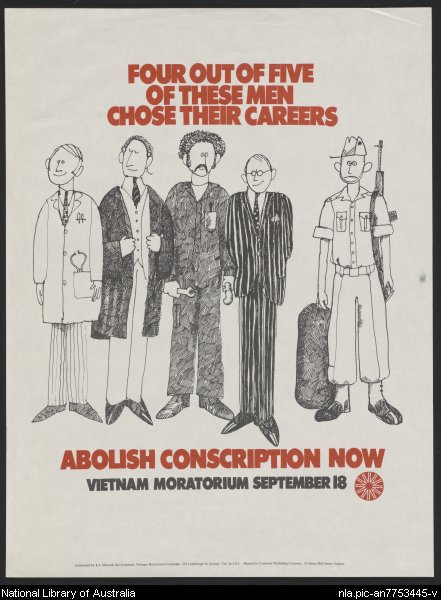 FOUR OUT OF FIVE
OF THESE MEN
CHOSE THEIR CAREERS
ABOLISH CONSCRIPTION NOW
VIETNAM MORATORIUM SEPTEMBER 18
National Library of Australia
nla.pic-an7753445-v